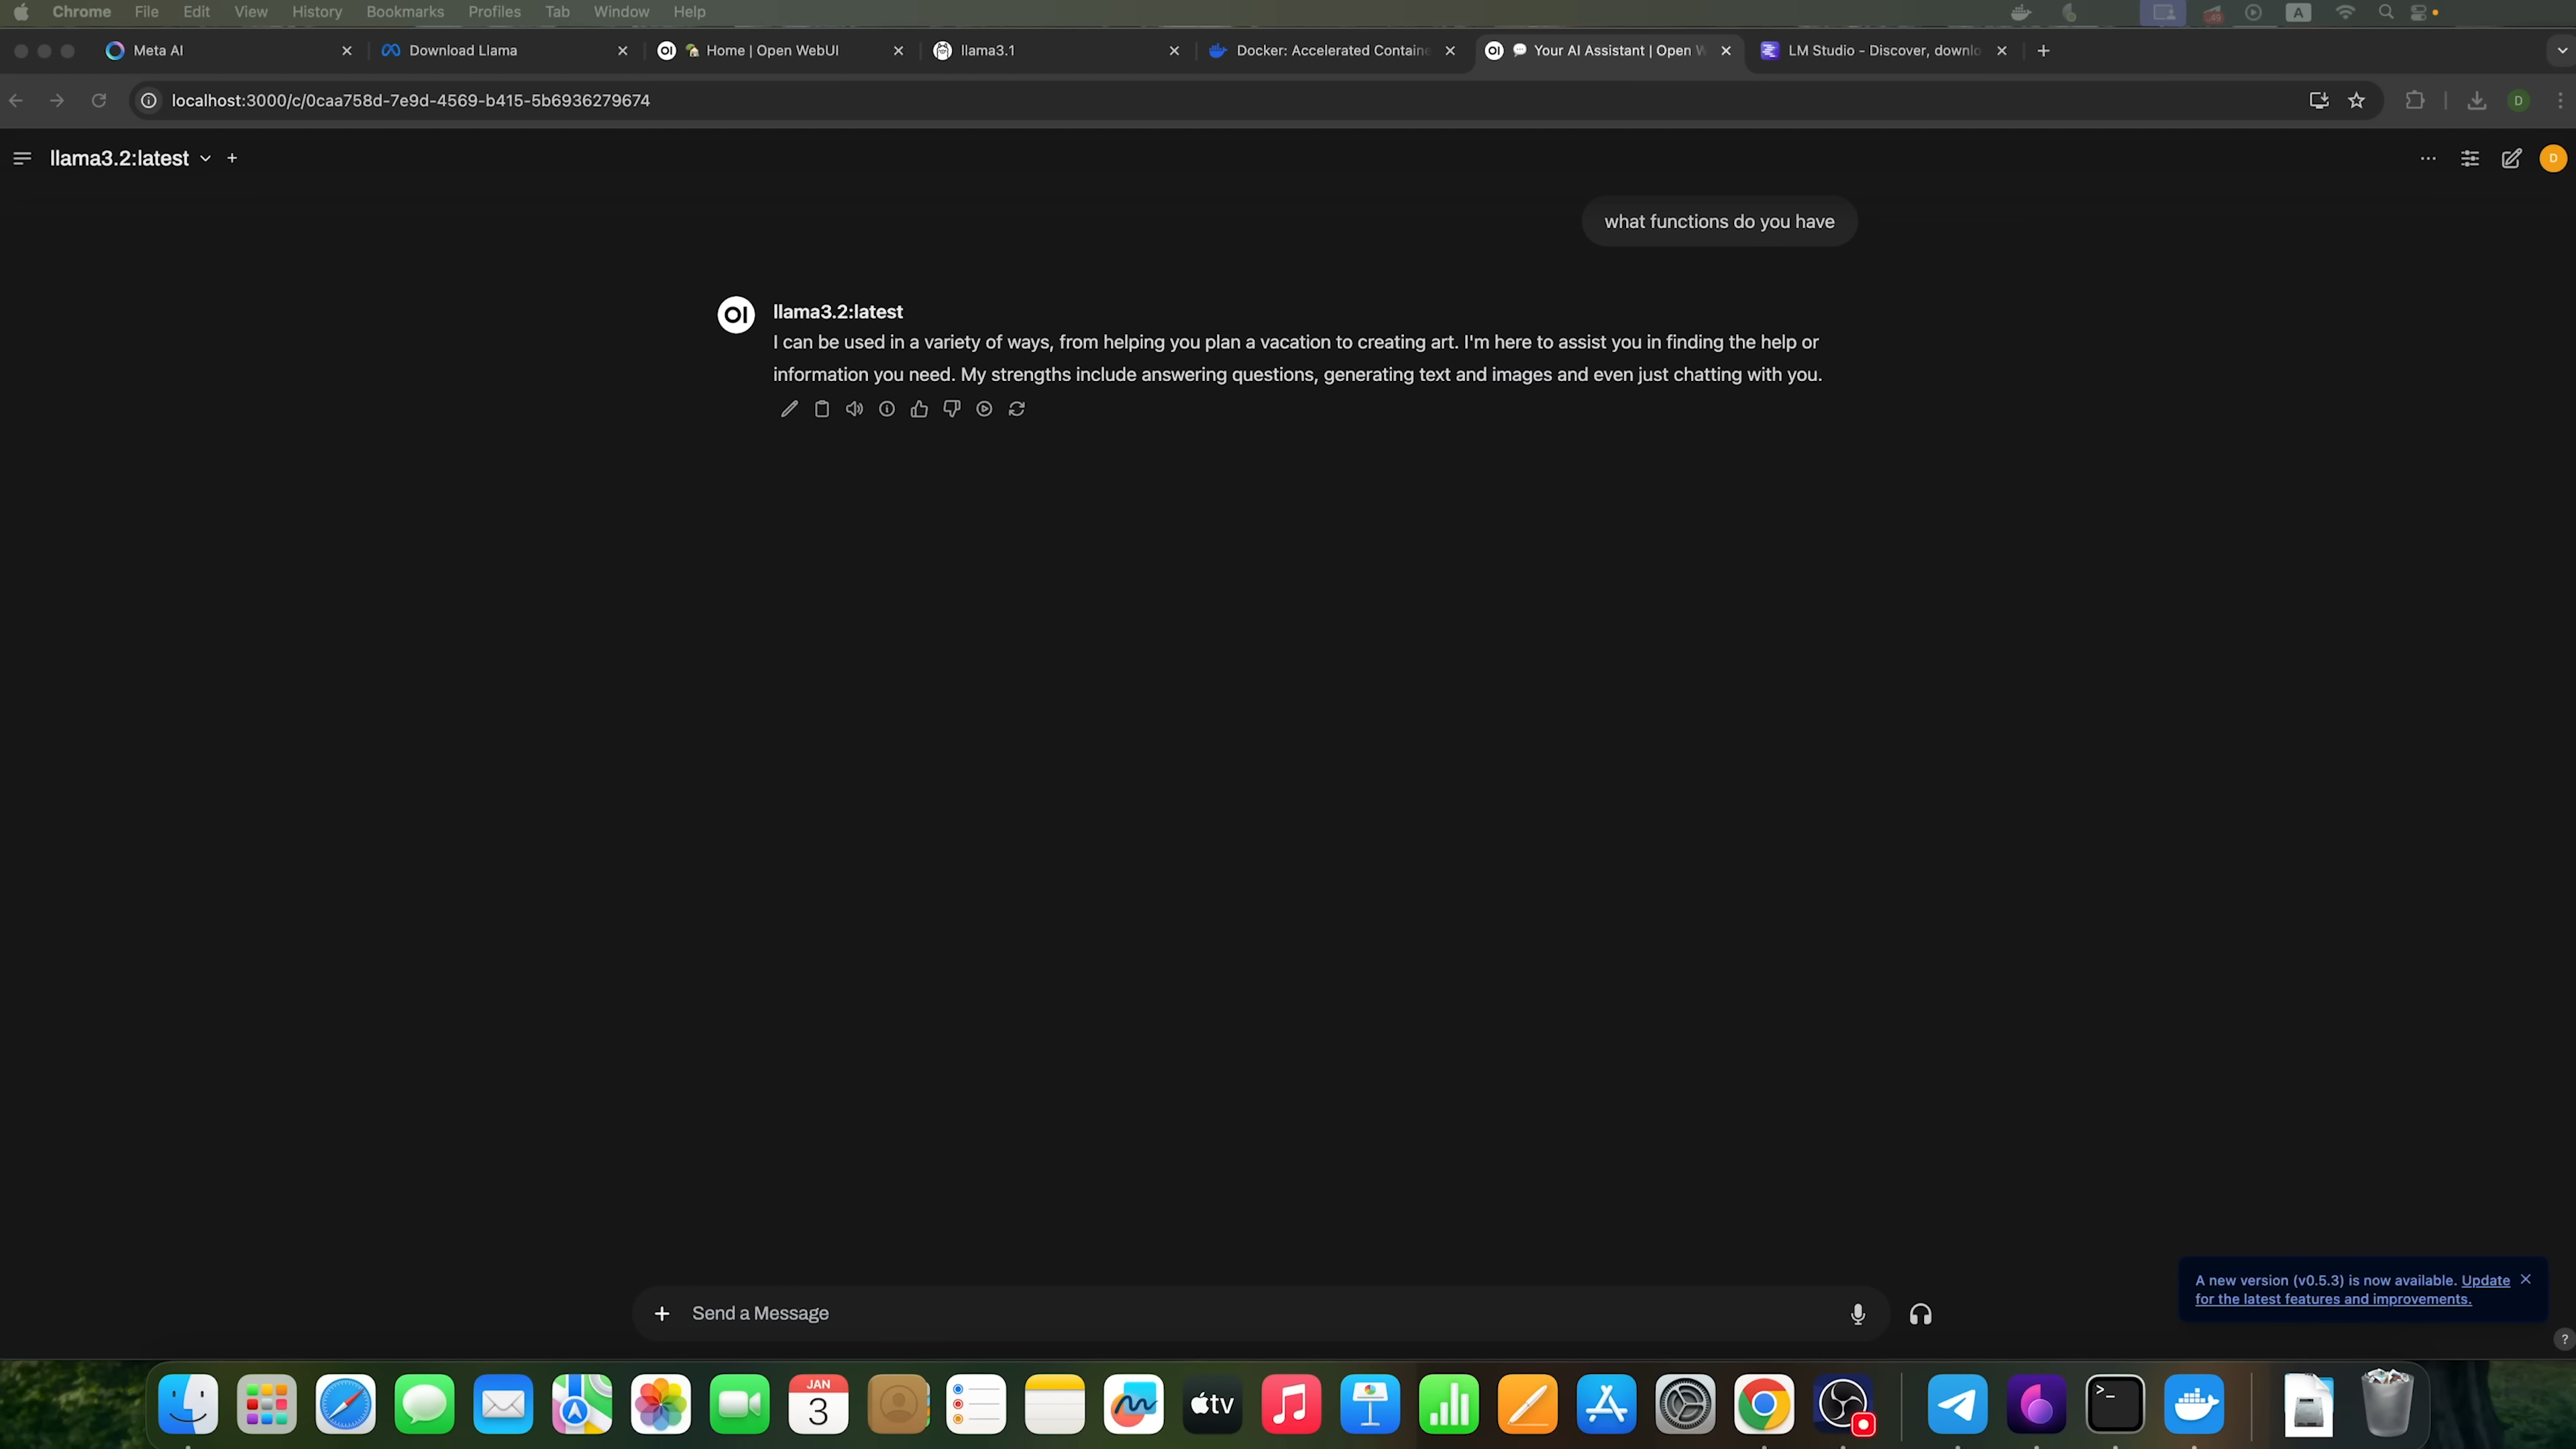 Chrome File Edit View History Bookmarks Profiles Tab Window Help A
Meta AI Download Llama Home | Open WebUI llama3.1 Docker: Accelerated Containe Your AI Assistant | Open W LM Studio - Discover, downlo
localhost:3000/c/0caa758d-7e9d-4569-b415-5b6936279674 D
llama3.2:latest D
what functions do you have
OI llama3.2:latest
I can be used in a variety of ways, from helping you plan a vacation to creating art. I'm here to assist you in finding the help or
information you need. My strengths include answering questions, generating text and images and even just chatting with you.
A new version (v0.5.3) is now available. Update
for the latest features and improvements.
Send a Message
?
JAN
3
tv